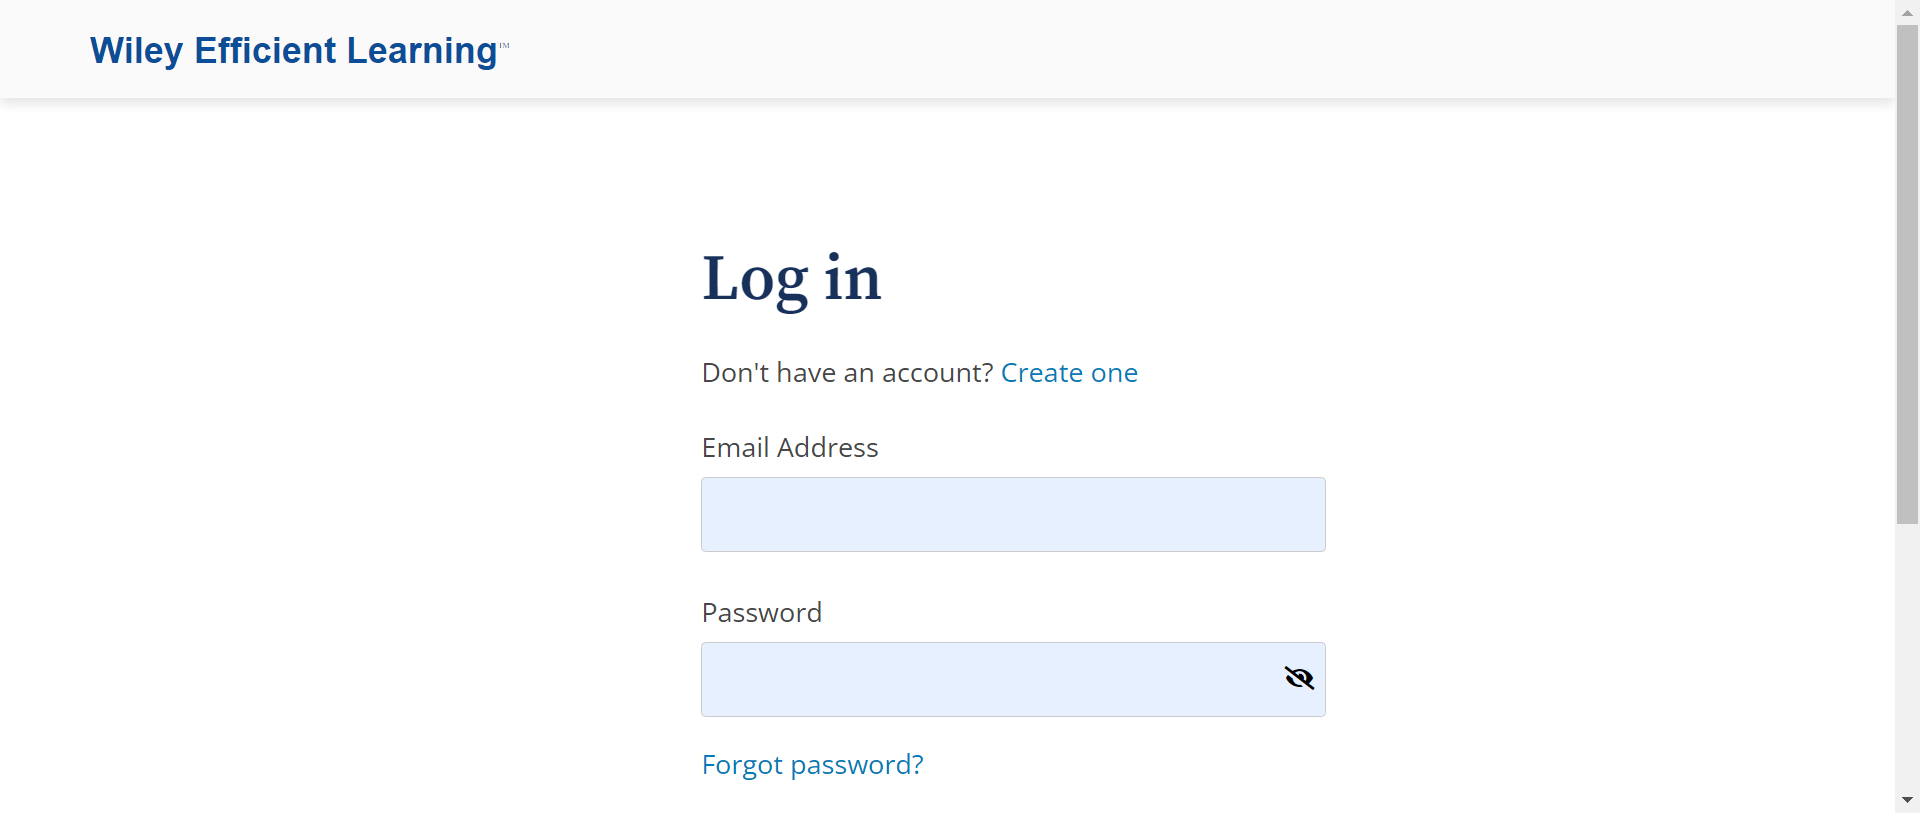 Wiley Efficient Learning™
Log in
Don't have an account? Create one
Email Address
Password
Forgot password?